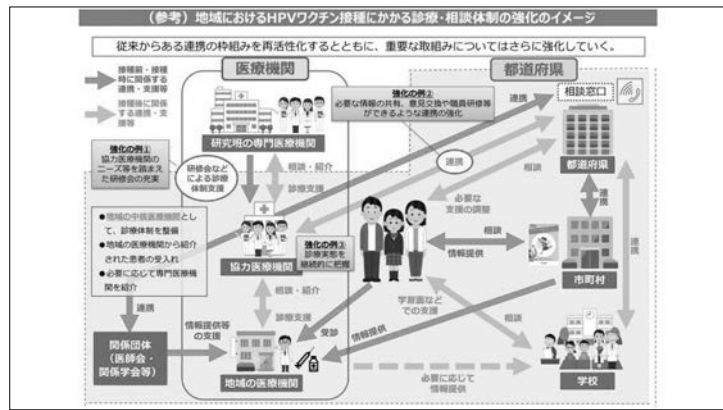 （参考）地域におけるHPVワクチン接種にかかる診療・相談体制の強化のイメージ
従来からある連携の枠組みを再活性化するとともに、重要な取組みについてはさらに強化していく。
接種前・接種
時に関係する
連携・支援等
接種後に関係
する連携・支
援等
医療機関
都道府県
強化の例②
必要な情報の共有、意見交換や職員研修等
ができるような連携の強化
相談窓口
連携
研究班の専門医療機関
強化の例①
協力医療機関の
ニーズ等を踏まえ
た研修会の充実
研修会など
による診療
体制支援
相談・紹介
診療支援
連携
相談
都道府県
●地域の中核医療機関とし
て、診療体制を整備
●地域の医療機関から紹介
された患者の受入れ
●必要に応じて専門医療機
関を紹介
協力医療機関
強化の例③
診療実態を
継続的に把握
必要な
支援の調整
相談
情報提供
連携
市町村
連携
連携
関係団体
（医師会・
関係学会等）
情報提供等
の支援
相談・紹介
診療支援
受診
情報提供
学習面など
での支援
相談
地域の医療機関
必要に応じて
情報提供
学校